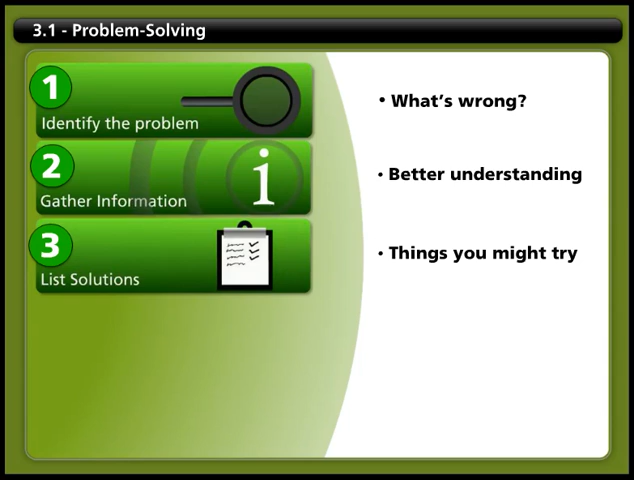 3.1 - Problem-Solving
1
Identify the problem
• What's wrong?
2
i
Gather Information
• Better understanding
3
List Solutions
• Things you might try